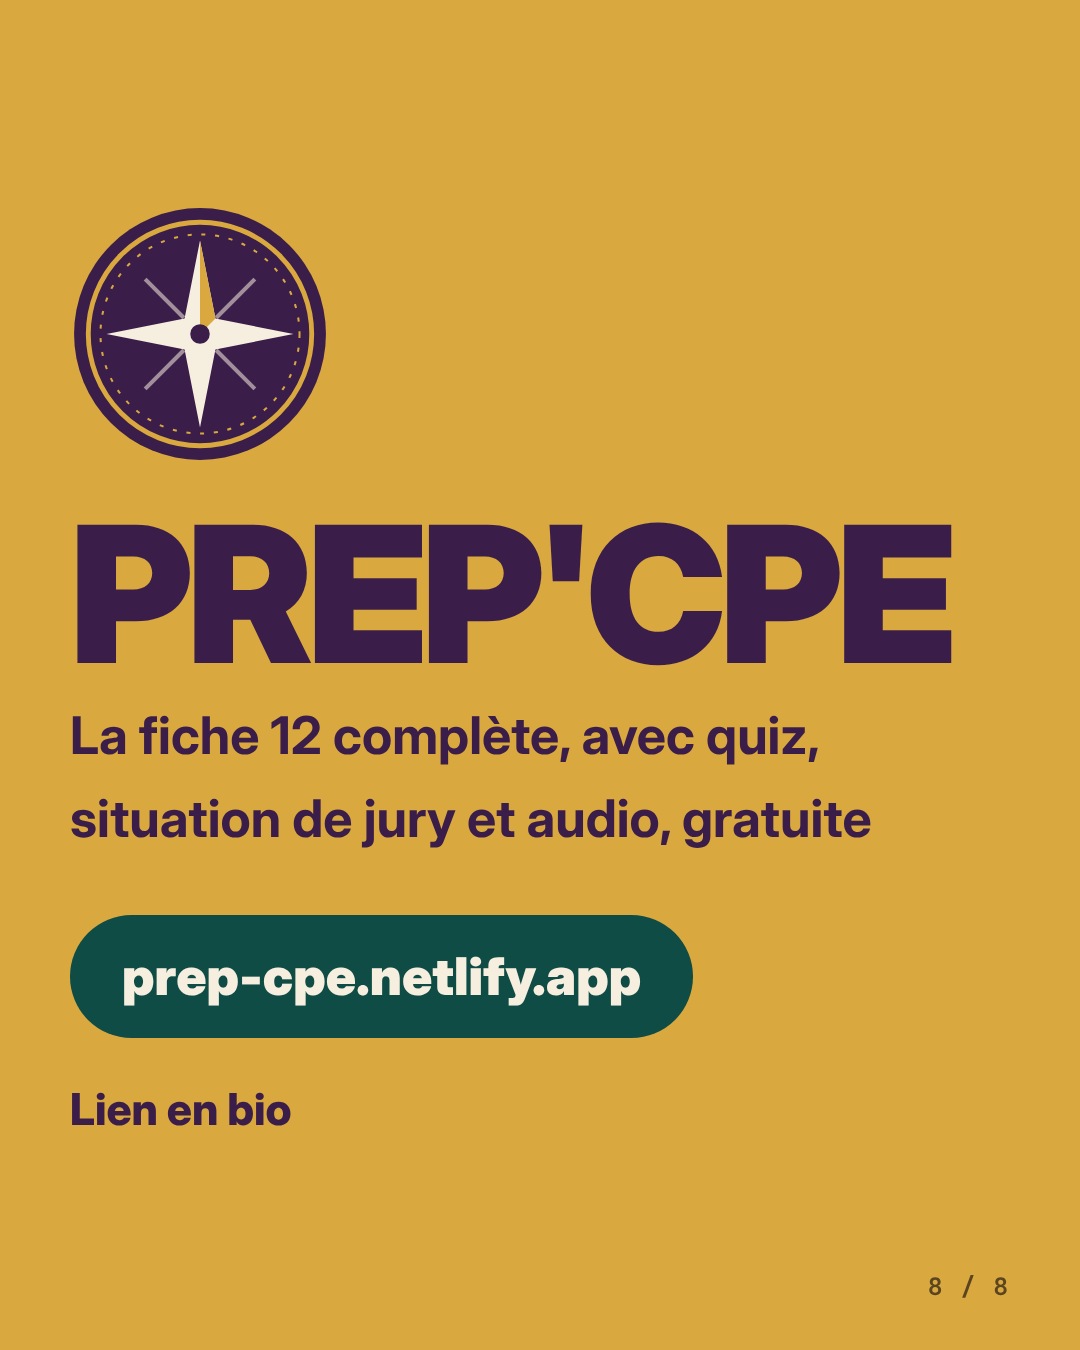 PREP'CPE
La fiche 12 complète, avec quiz,
situation de jury et audio, gratuite
prep-cpe.netlify.app
Lien en bio
8 / 8